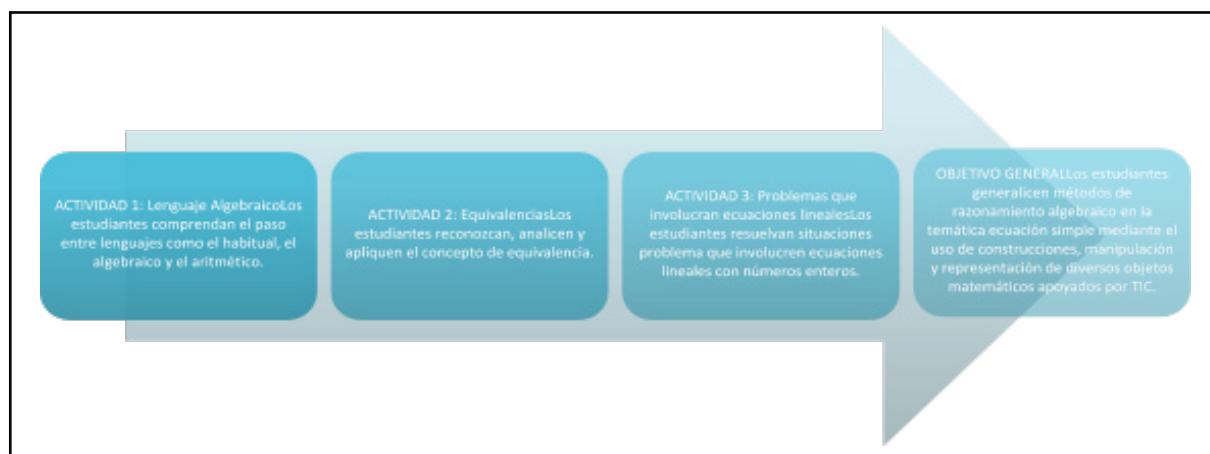 ACTIVIDAD 1: Lenguaje AlgebraicoLos
estudiantes comprendan el paso
entre lenguajes como el habitual, el
algebraico y el aritmético.
ACTIVIDAD 2: EquivalenciasLos
estudiantes reconozcan, analicen y
apliquen el concepto de equivalencia.
ACTIVIDAD 3: Problemas que
involucran ecuaciones linealesLos
estudiantes resuelvan situaciones
problema que involucren ecuaciones
lineales con números enteros.
OBJETIVO GENERALLos estudiantes
generalicen métodos de
razonamiento algebraico en la
temática ecuación simple mediante el
uso de construcciones, manipulación
y representación de diversos objetos
matemáticos apoyados por TIC.